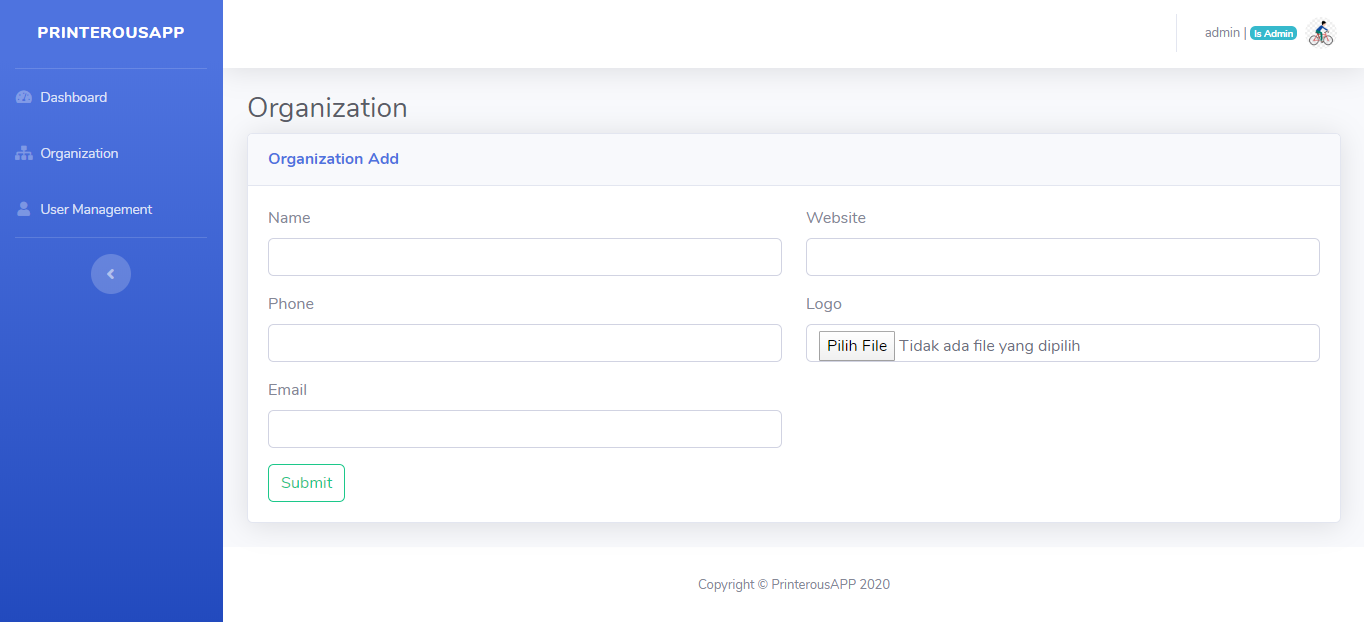 PRINTEROUSAPP
Dashboard
Organization
User Management
admin | Is Admin
Organization
Organization Add
Name
Website
Phone
Logo
Pilih File Tidak ada file yang dipilih
Email
Submit
Copyright © PrinterousAPP 2020